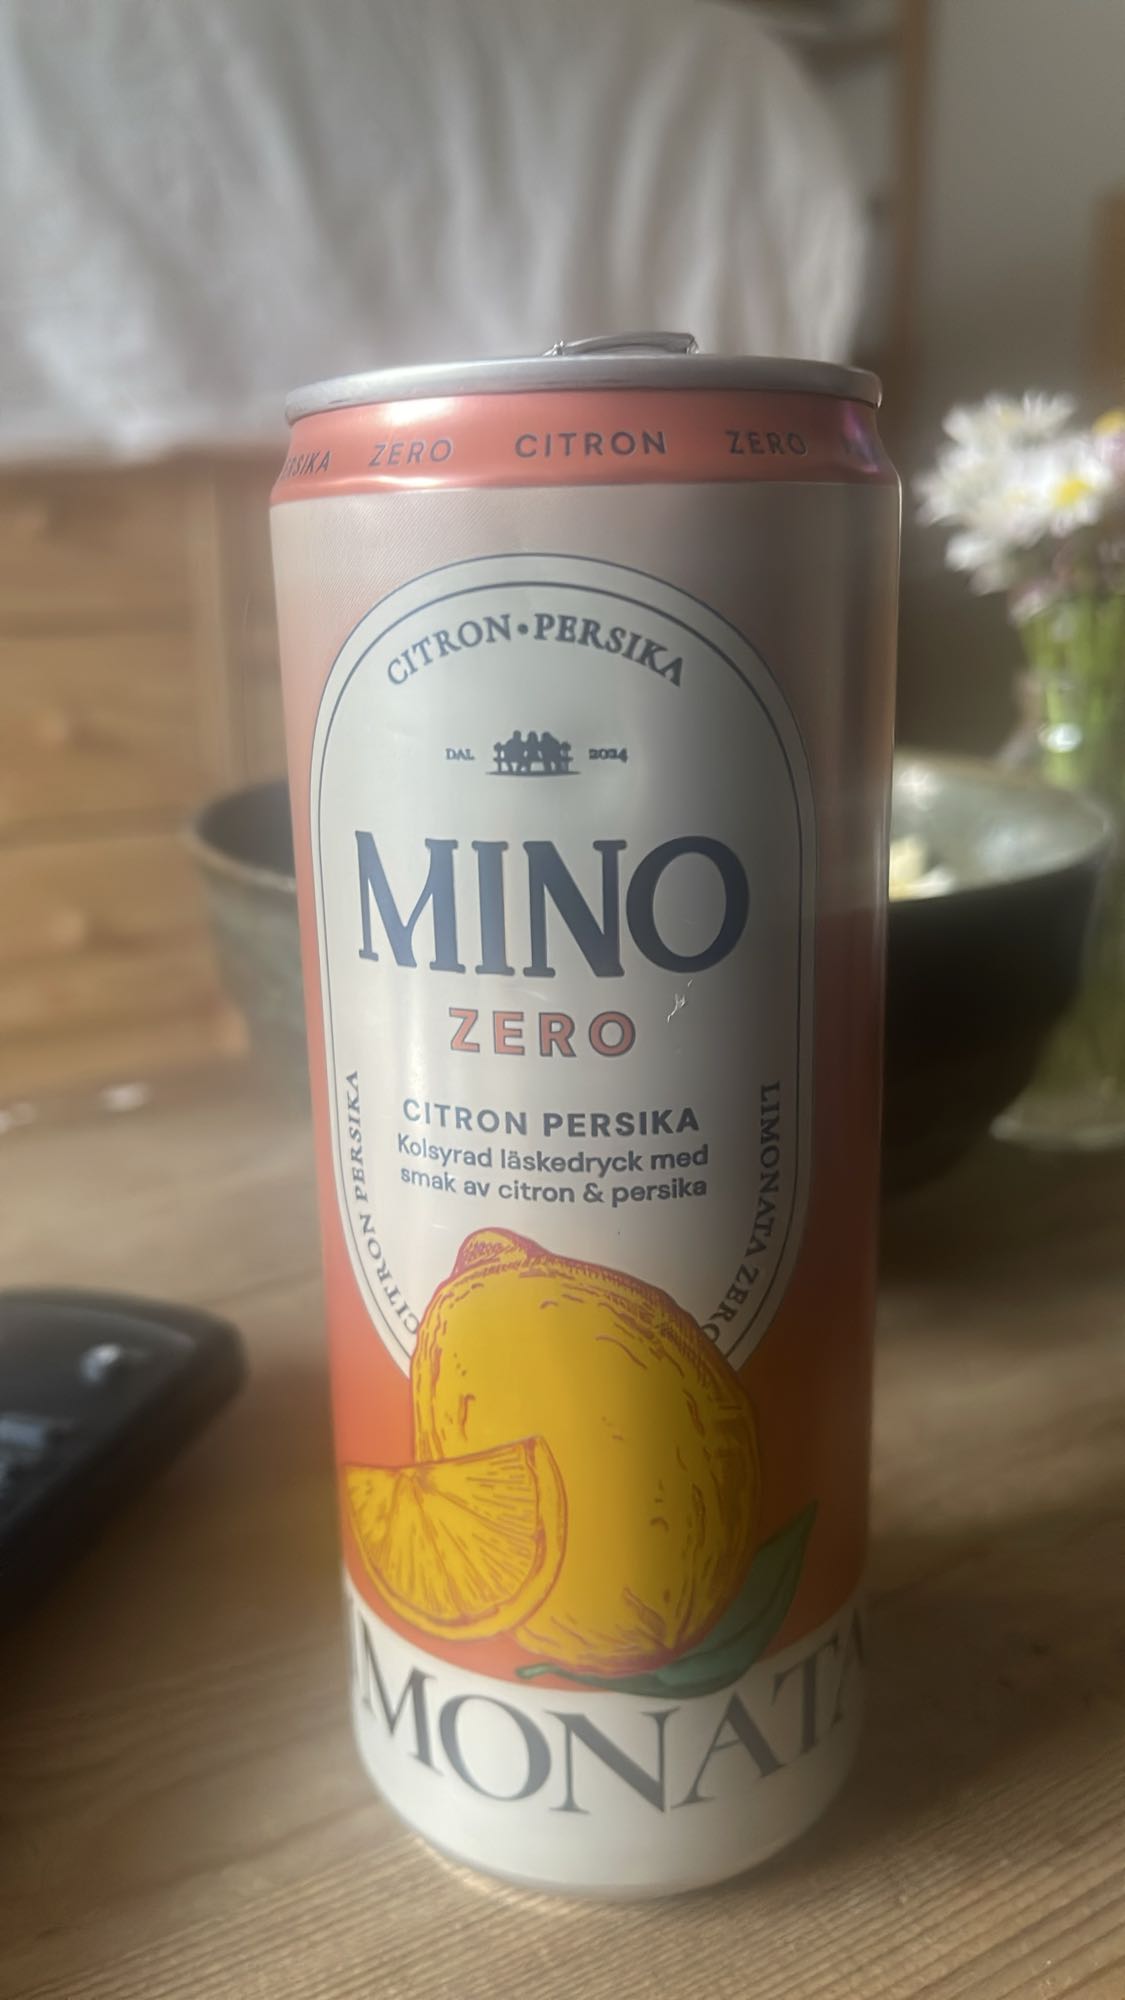 ZERO CITRON ZERO
CITRON•PERSIKA
DAL 2024
MINO
ZERO
CITRON PERSIKA
Kolsyrad läskedryck med
smak av citron & persika
CITRON PERSIKA
LIMONATA ZERO
MONATA